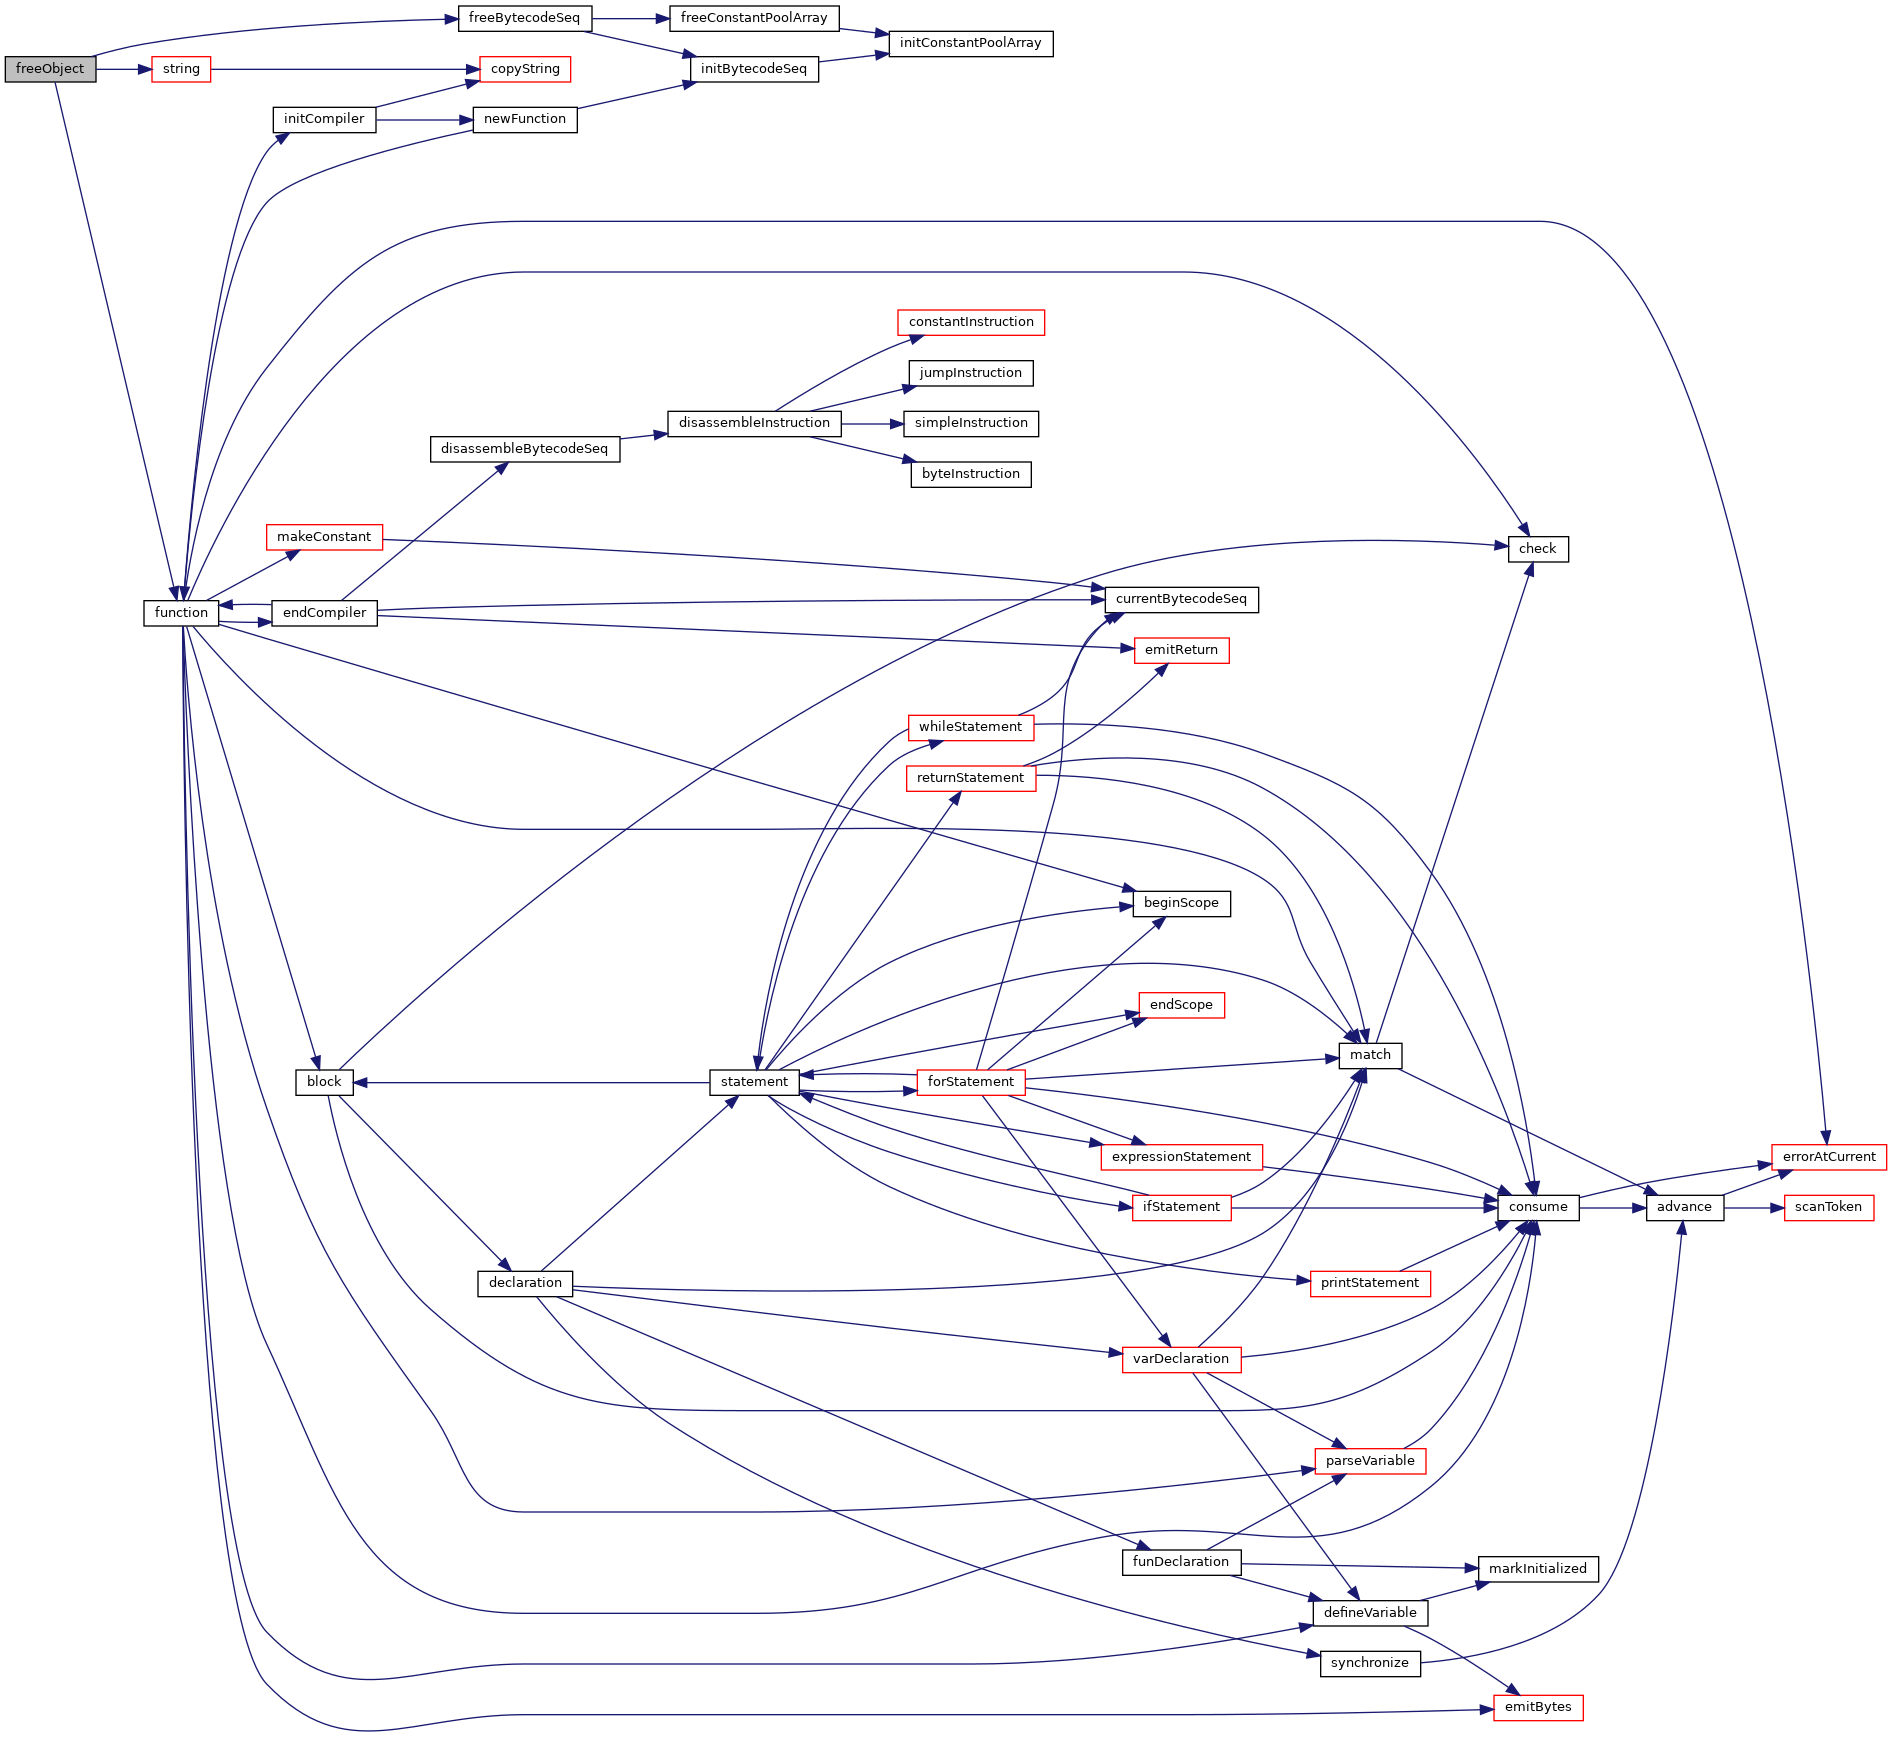 freeBytecodeSeq
freeConstantPoolArray
initConstantPoolArray
freeObject
string
copyString
initBytecodeSeq
initCompiler
newFunction
constantInstruction
jumpInstruction
disassembleInstruction
simpleInstruction
disassembleBytecodeSeq
byteInstruction
makeConstant
check
currentBytecodeSeq
function
endCompiler
emitReturn
whileStatement
returnStatement
beginScope
endScope
match
block
statement
forStatement
expressionStatement
errorAtCurrent
ifStatement
consume
advance
scanToken
declaration
printStatement
varDeclaration
parseVariable
funDeclaration
markInitialized
defineVariable
synchronize
emitBytes